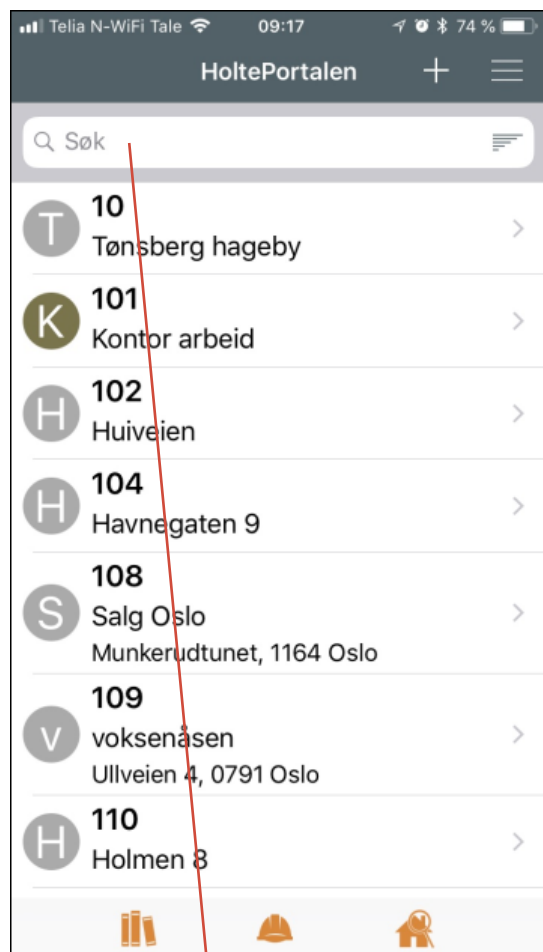 Telia N-WiFi Tale 09:17 74 %
HoltePortalen
Søk
T
10
Tønsberg hageby
K
101
Kontor arbeid
H
102
Huiveien
H
104
Havnegaten 9
S
108
Salg Oslo
Munkerudtunet, 1164 Oslo
v
109
voksenåsen
Ullveien 4, 0791 Oslo
H
110
Holmen 8